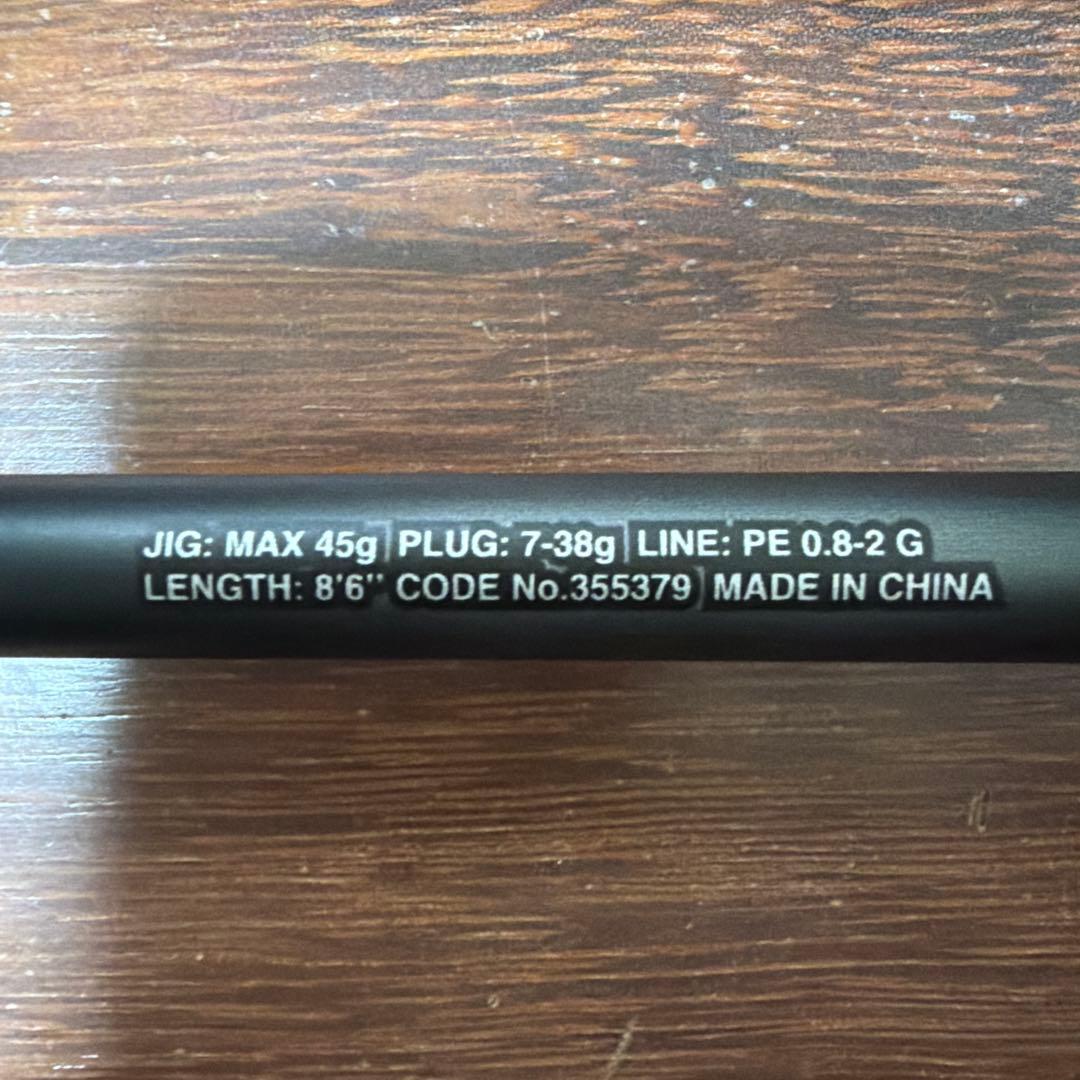 JIG: MAX 45g PLUG: 7-38g LINE: PE 0.8-2 G
LENGTH: 8'6" CODE No.355379 MADE IN CHINA